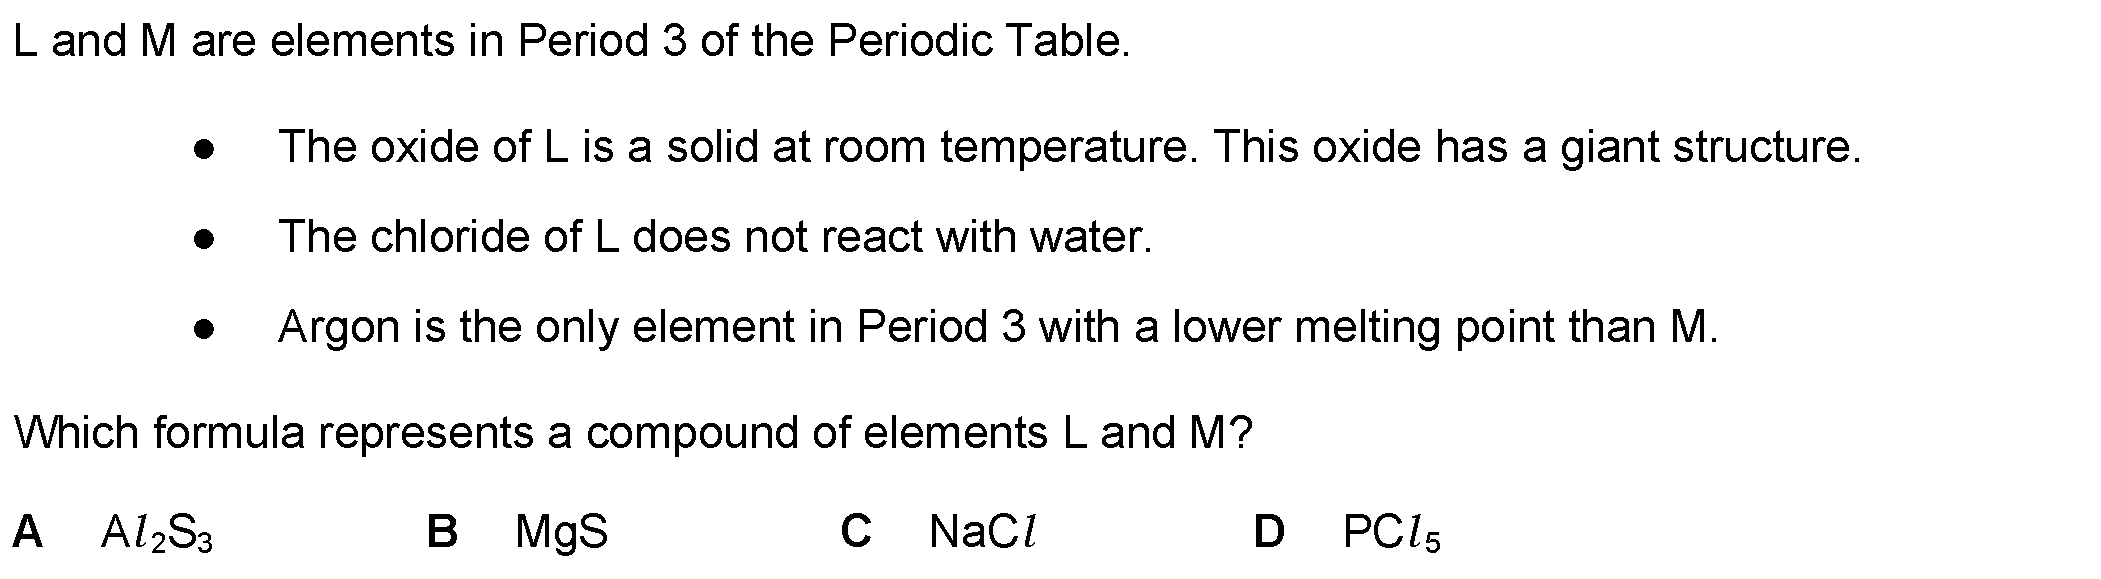 L and M are elements in Period 3 of the Periodic Table.
● The oxide of L is a solid at room temperature. This oxide has a giant structure.
● The chloride of L does not react with water.
● Argon is the only element in Period 3 with a lower melting point than M.
Which formula represents a compound of elements L and M?
A Al₂S₃ B MgS C NaCl D PCl₅